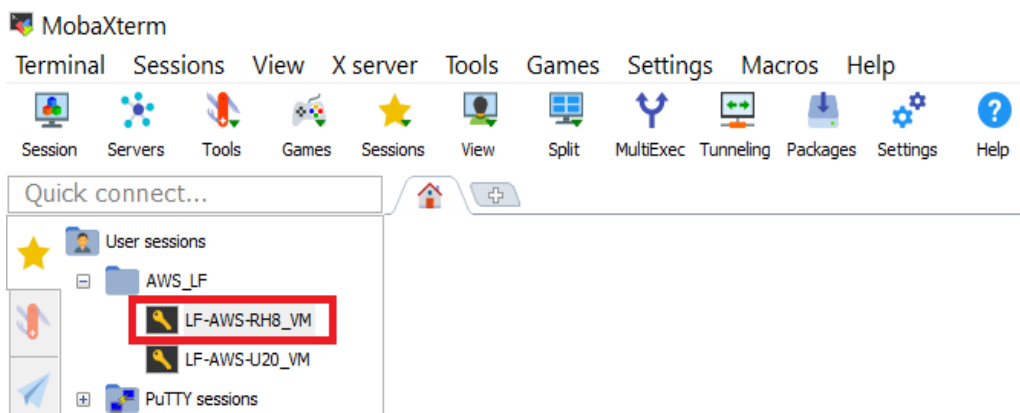 MobaXterm
Terminal Sessions View X server Tools Games Settings Macros Help
Session Servers Tools Games Sessions View Split MultiExec Tunneling Packages Settings Help
Quick connect...
User sessions
AWS_LF
LF-AWS-RH8_VM
LF-AWS-U20_VM
PuTTY sessions